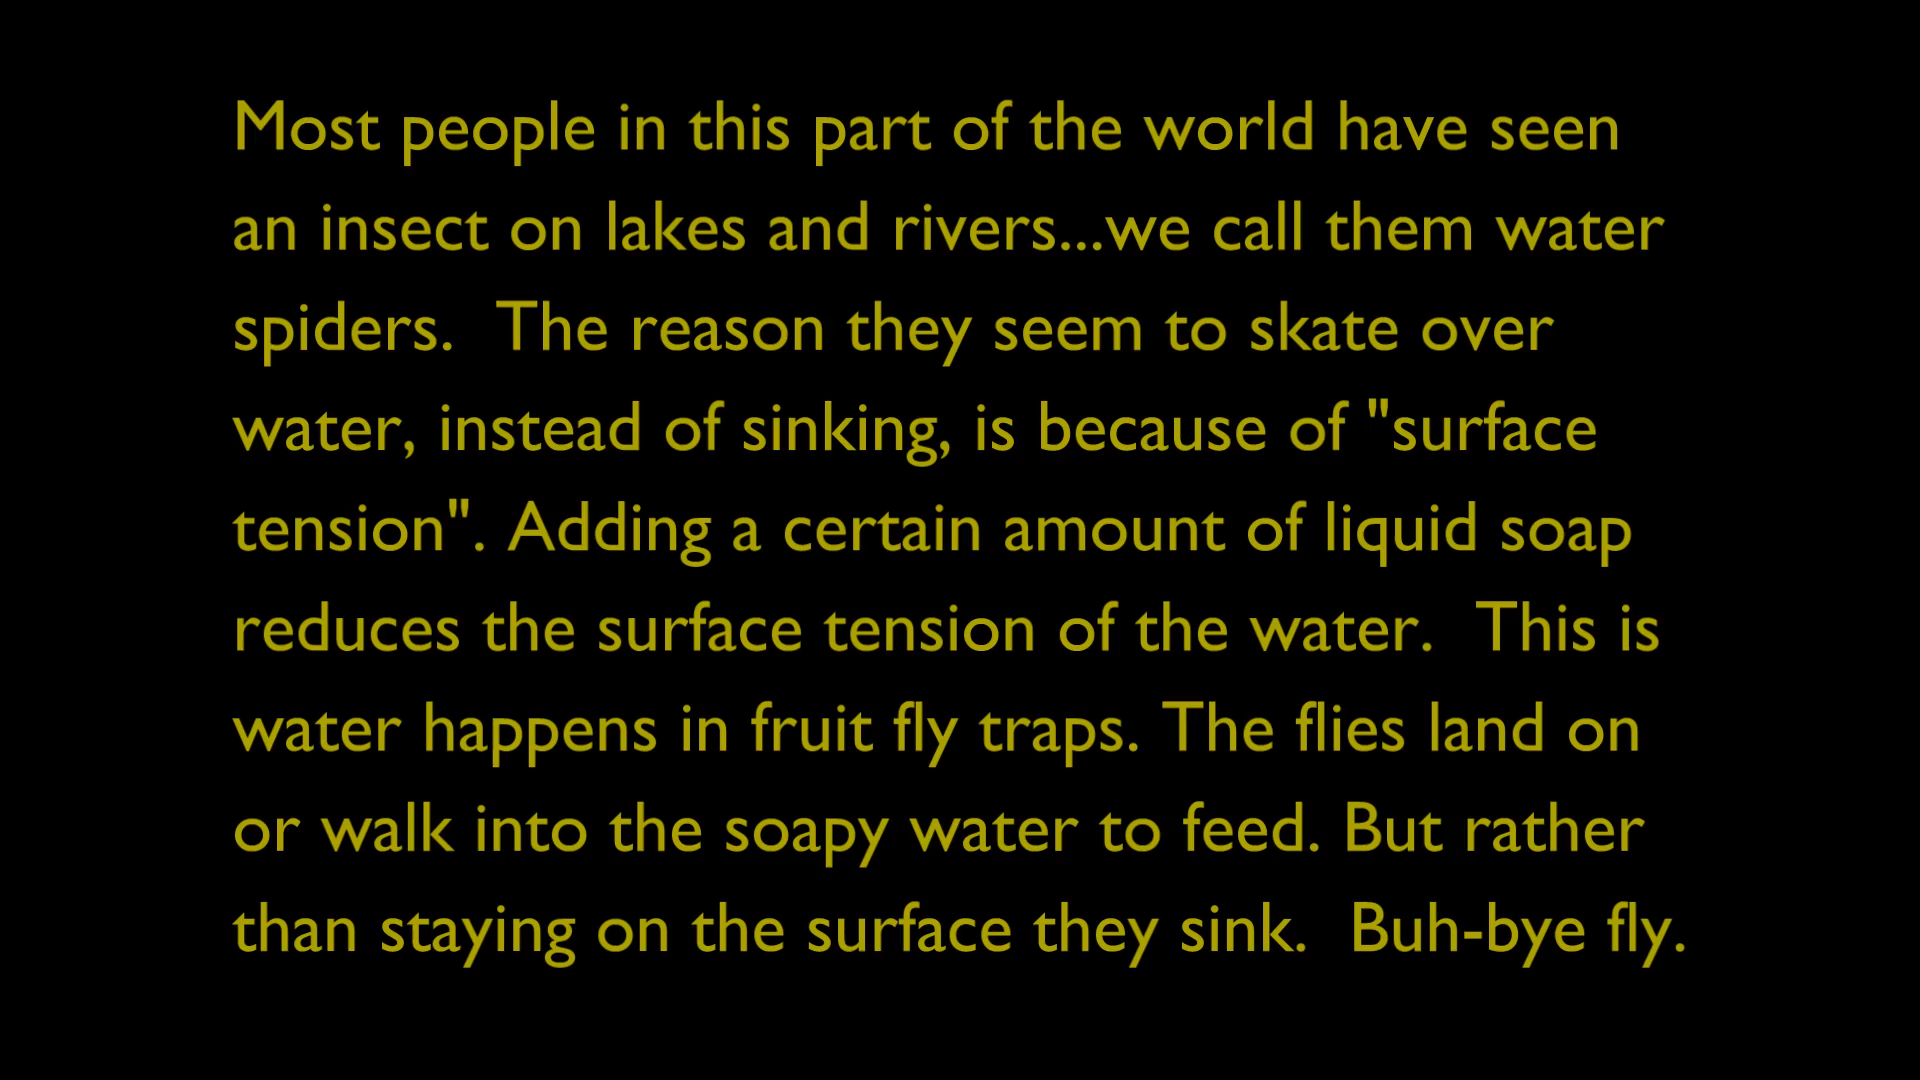 Most people in this part of the world have seen
an insect on lakes and rivers...we call them water
spiders.  The reason they seem to skate over
water, instead of sinking, is because of "surface
tension". Adding a certain amount of liquid soap
reduces the surface tension of the water.  This is
water happens in fruit fly traps. The flies land on
or walk into the soapy water to feed. But rather
than staying on the surface they sink.  Buh-bye fly.